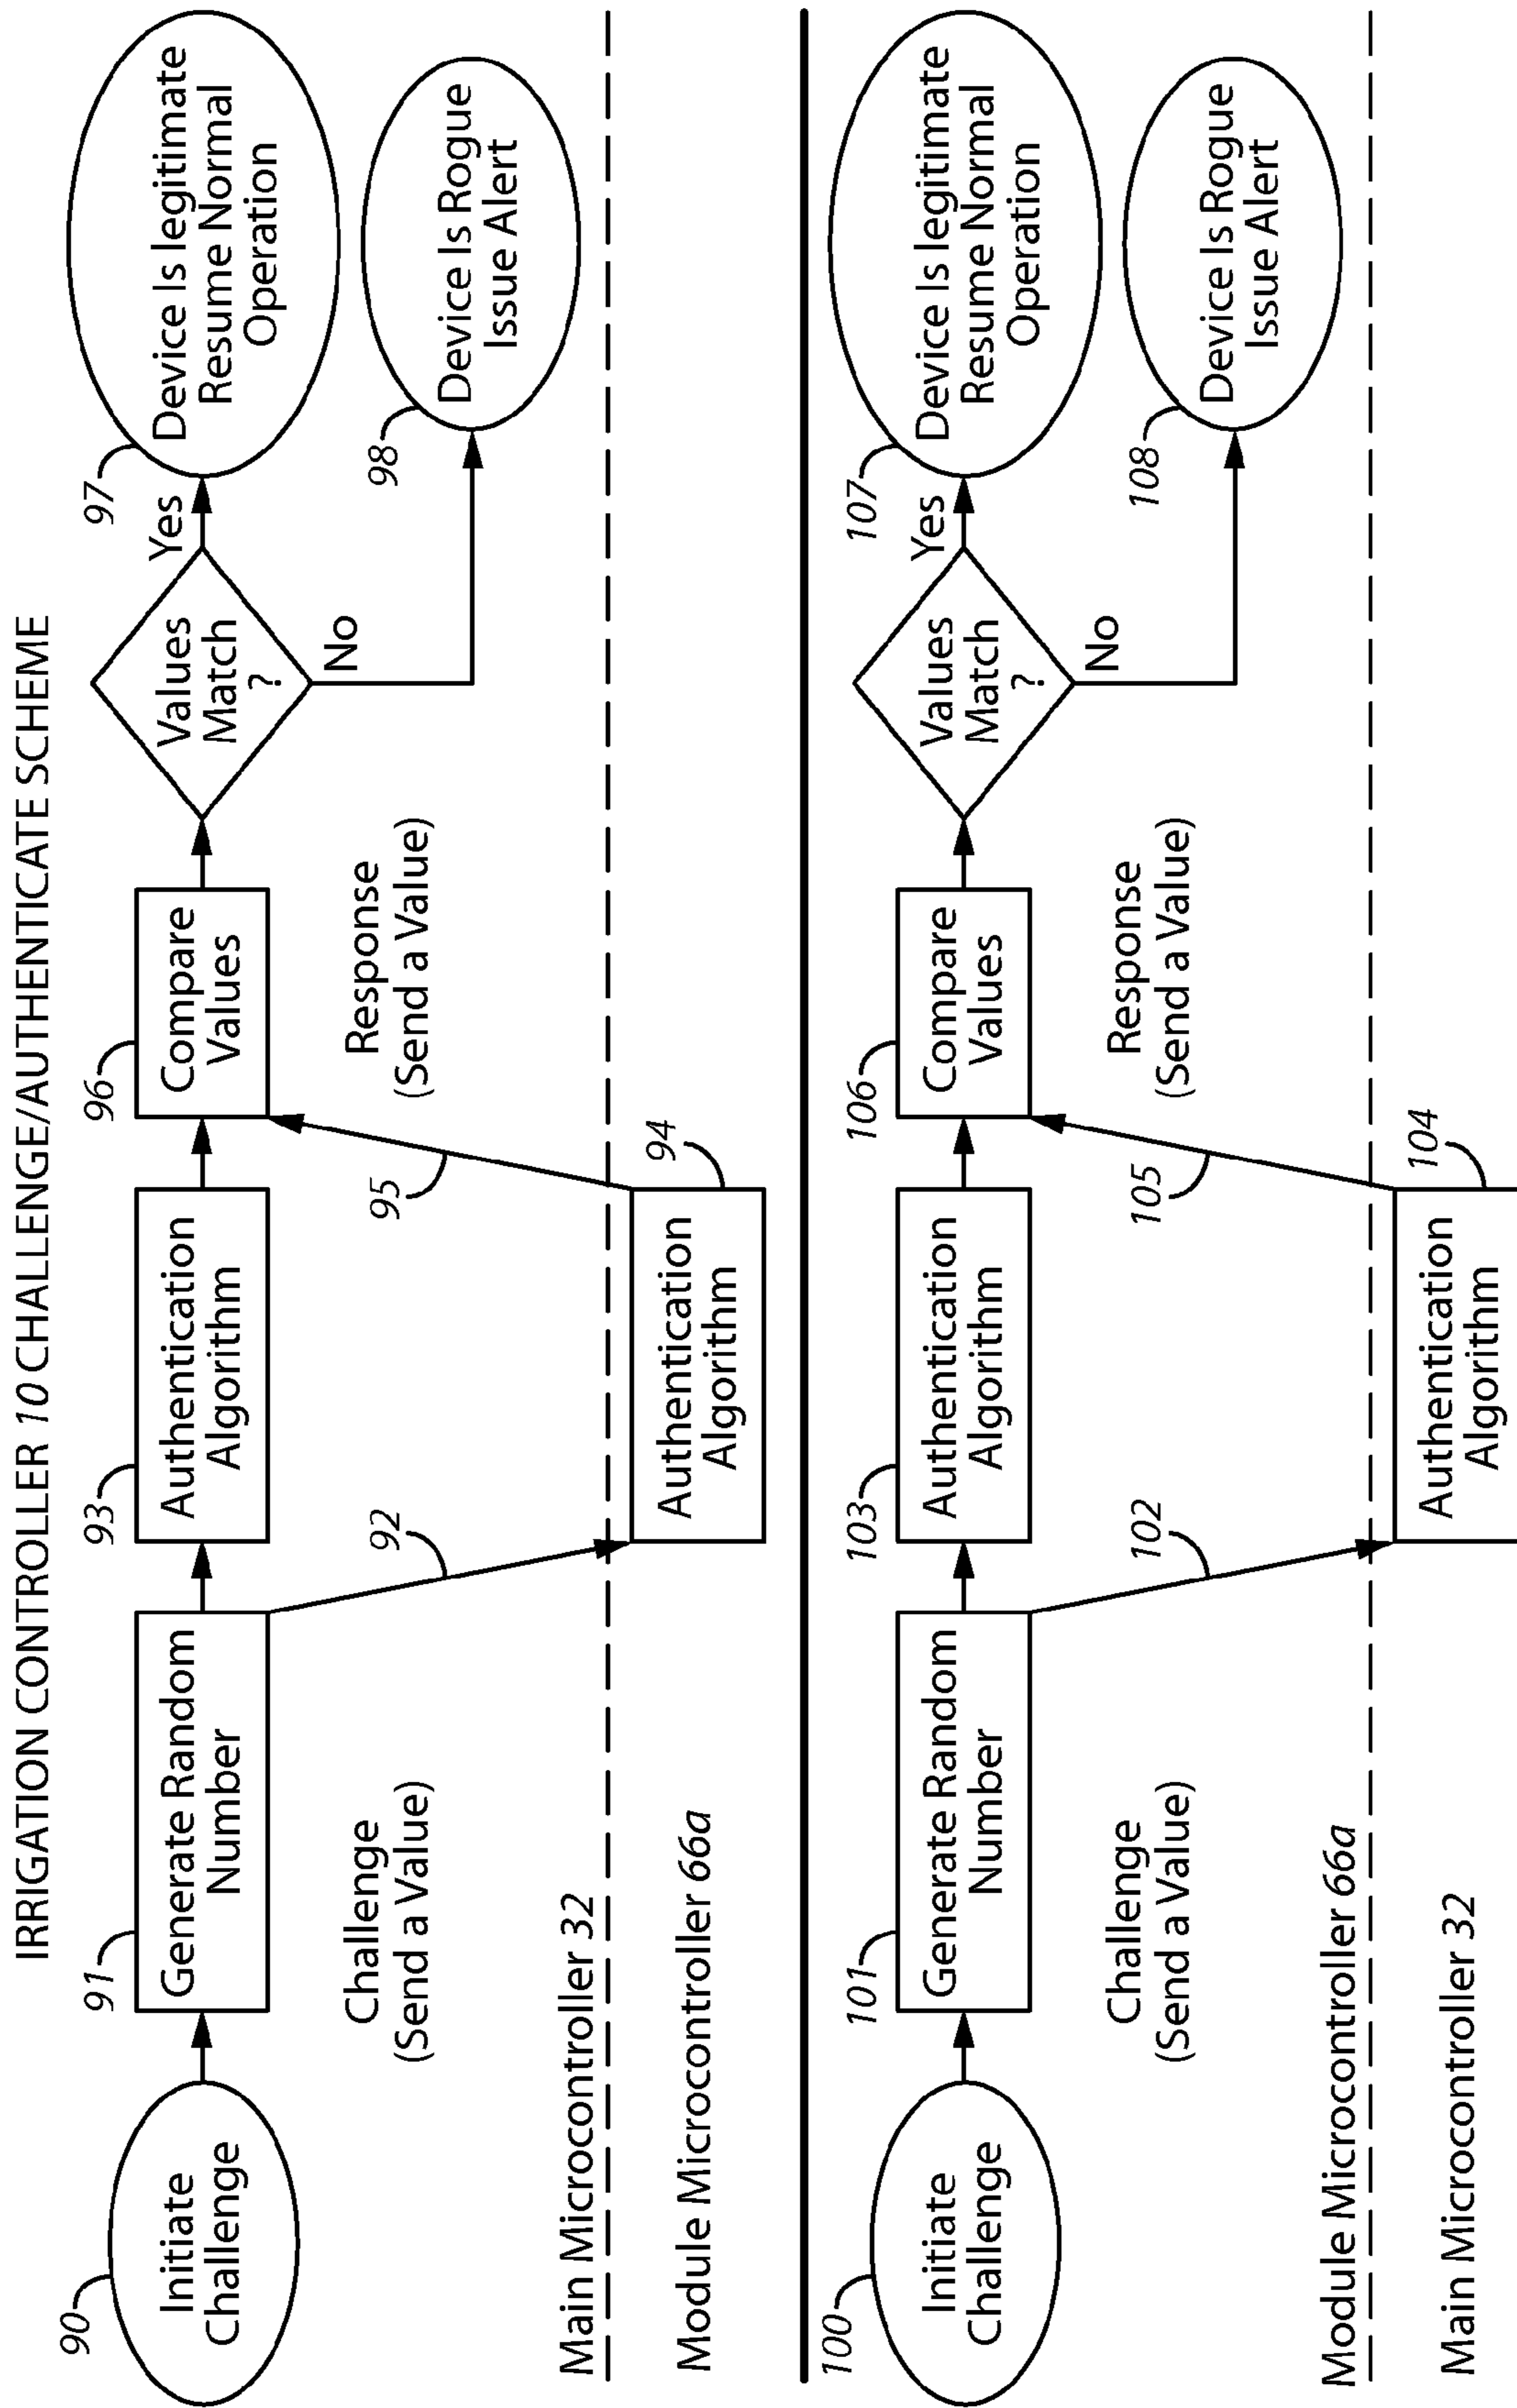 IRRIGATION CONTROLLER 10 CHALLENGE/AUTHENTICATE SCHEME
90
Initiate
Challenge
91
Generate Random
Number
93
Authentication
Algorithm
96
Compare
Values
Values
Match
?
Yes
97
Device Is legitimate
Resume Normal
Operation
No
98
Device Is Rogue
Issue Alert
Challenge
(Send a Value)
92
95
Response
(Send a Value)
Main Microcontroller 32
Module Microcontroller 66a
94
Authentication
Algorithm
100
Initiate
Challenge
101
Generate Random
Number
103
Authentication
Algorithm
106
Compare
Values
Values
Match
?
Yes
107
Device Is legitimate
Resume Normal
Operation
No
108
Device Is Rogue
Issue Alert
Challenge
(Send a Value)
102
105
Response
(Send a Value)
Module Microcontroller 66a
Main Microcontroller 32
104
Authentication
Algorithm